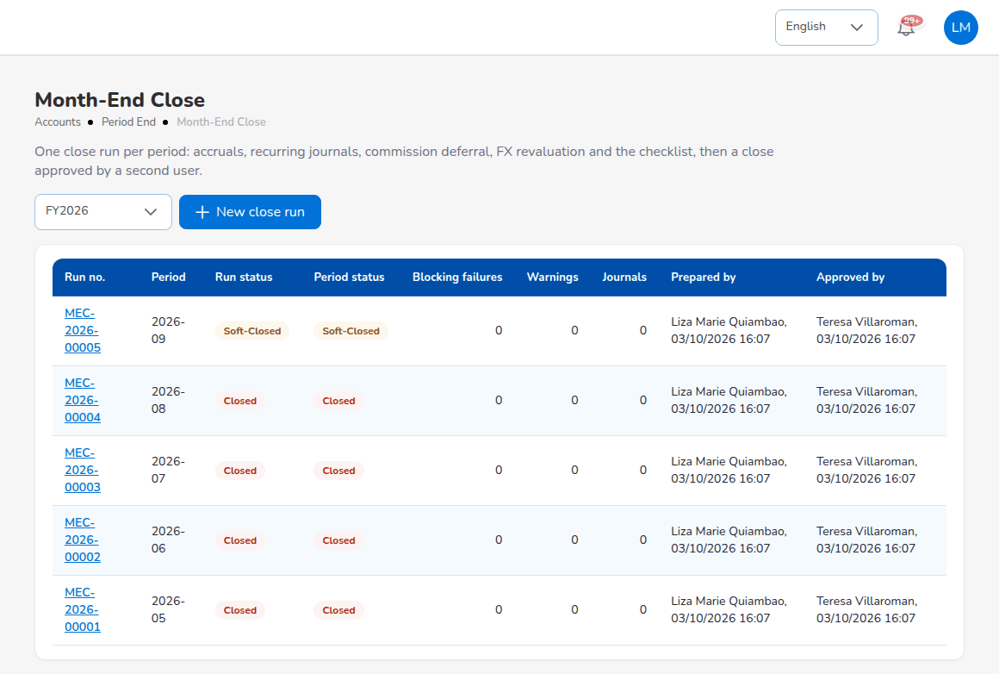 English
99+
LM
Month-End Close
Accounts • Period End • Month-End Close
One close run per period: accruals, recurring journals, commission deferral, FX revaluation and the checklist, then a close
approved by a second user.
FY2026
New close run
Run no. Period Run status Period status Blocking failures Warnings Journals Prepared by Approved by
MEC-2026-00005 2026-09 Soft-Closed Soft-Closed 0 0 0 Liza Marie Quiambao, 03/10/2026 16:07 Teresa Villaroman, 03/10/2026 16:07
MEC-2026-00004 2026-08 Closed Closed 0 0 0 Liza Marie Quiambao, 03/10/2026 16:07 Teresa Villaroman, 03/10/2026 16:07
MEC-2026-00003 2026-07 Closed Closed 0 0 0 Liza Marie Quiambao, 03/10/2026 16:07 Teresa Villaroman, 03/10/2026 16:07
MEC-2026-00002 2026-06 Closed Closed 0 0 0 Liza Marie Quiambao, 03/10/2026 16:07 Teresa Villaroman, 03/10/2026 16:07
MEC-2026-00001 2026-05 Closed Closed 0 0 0 Liza Marie Quiambao, 03/10/2026 16:07 Teresa Villaroman, 03/10/2026 16:07